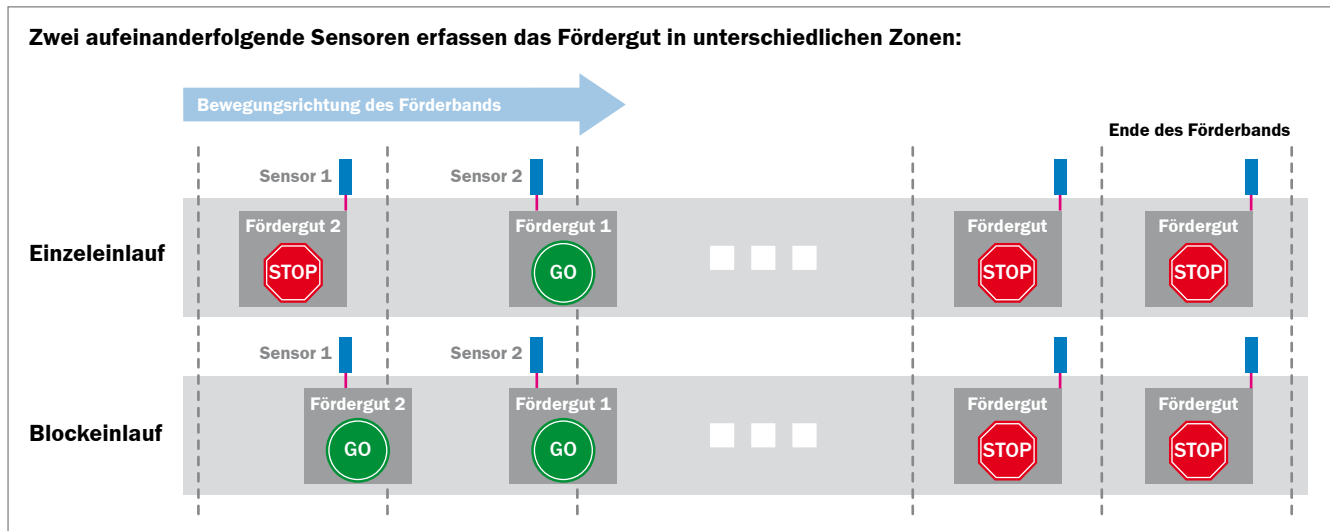 Zwei aufeinanderfolgende Sensoren erfassen das Fördergut in unterschiedlichen Zonen:
Bewegungsrichtung des Förderbands
Ende des Förderbands
Sensor 1
Sensor 2
Einzeleinlauf
Fördergut 2
STOP
Fördergut 1
GO
Fördergut
STOP
Fördergut
STOP
Sensor 1
Sensor 2
Blockeinlauf
Fördergut 2
GO
Fördergut 1
GO
Fördergut
STOP
Fördergut
STOP